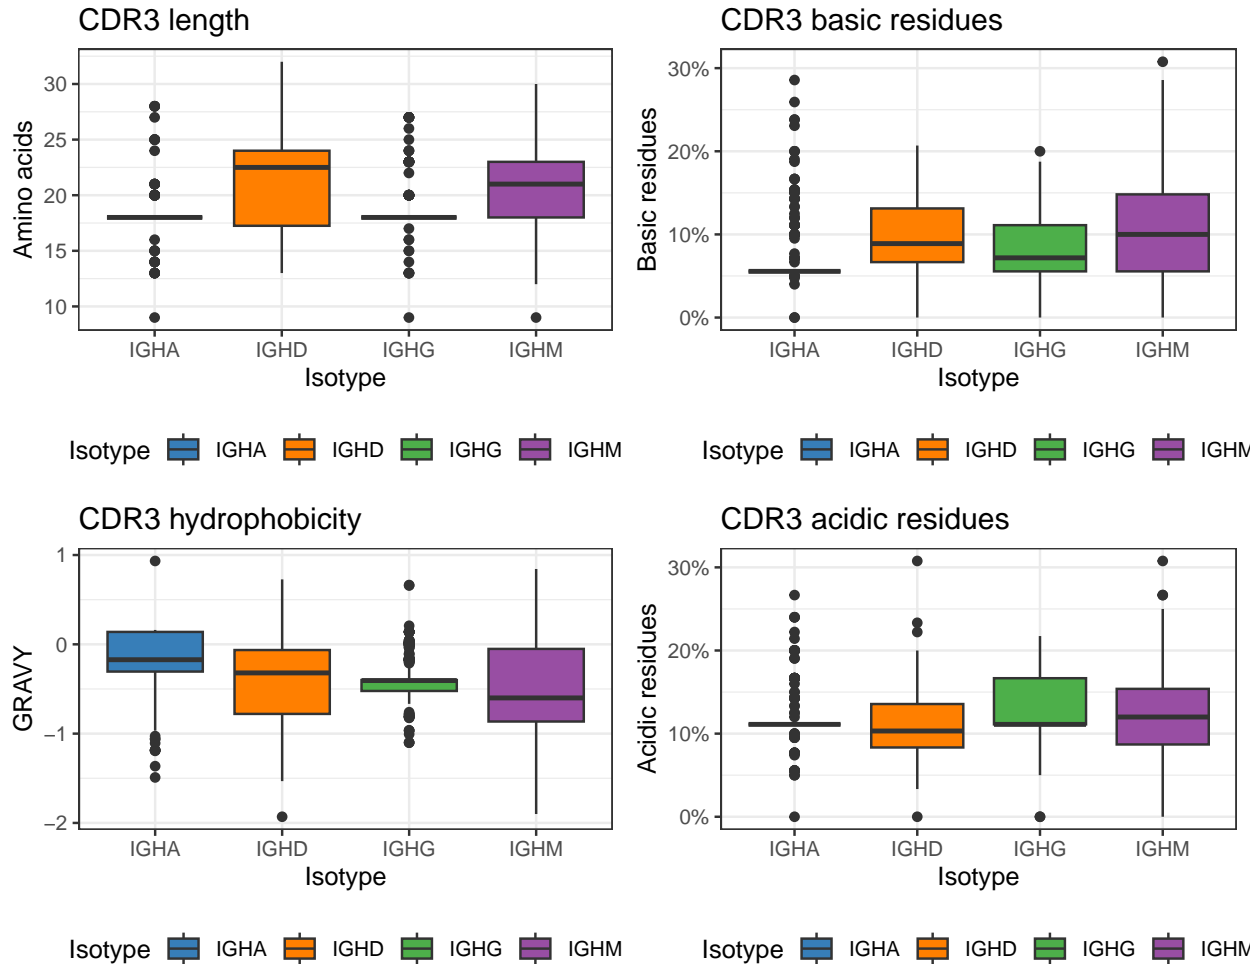 CDR3 length
Amino acids
30
25
20
15
10
IGHA IGHD IGHG IGHM
Isotype
Isotype IGHA IGHD IGHG IGHM
CDR3 basic residues
Basic residues
30%
20%
10%
0%
IGHA IGHD IGHG IGHM
Isotype
Isotype IGHA IGHD IGHG IGHM
CDR3 hydrophobicity
GRAVY
1
0
−1
−2
IGHA IGHD IGHG IGHM
Isotype
Isotype IGHA IGHD IGHG IGHM
CDR3 acidic residues
Acidic residues
30%
20%
10%
0%
IGHA IGHD IGHG IGHM
Isotype
Isotype IGHA IGHD IGHG IGHM